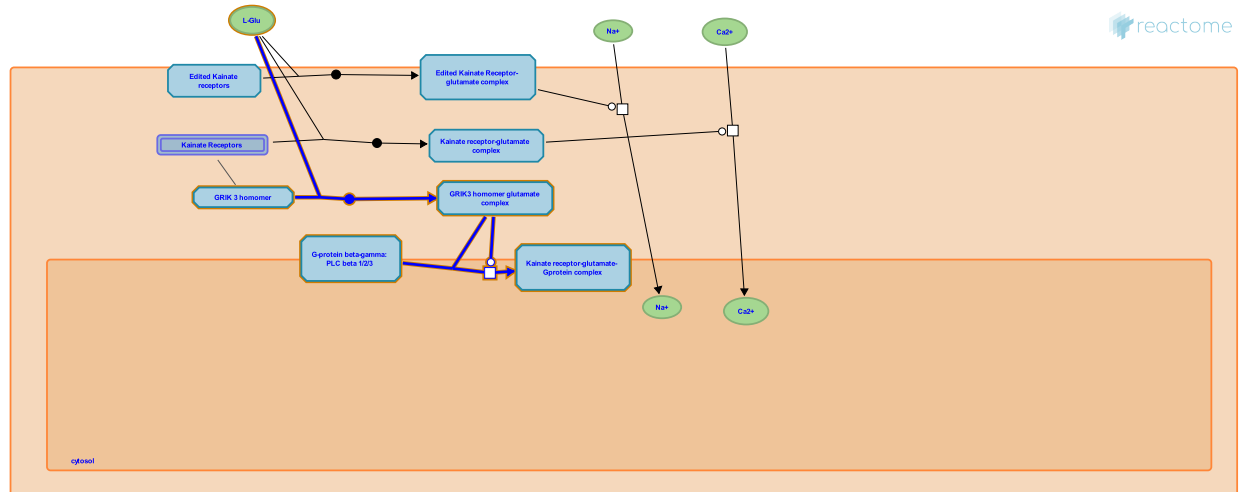 L-Glu
Na+
Ca2+
reactome
Edited Kainate
receptors
Edited Kainate Receptor-
glutamate complex
Kainate Receptors
Kainate receptor-glutamate
complex
GRIK 3 homomer
GRIK3 homomer glutamate
complex
G-protein beta-gamma:
PLC beta 1/2/3
Kainate receptor-glutamate-
Gprotein complex
Na+
Ca2+
cytosol